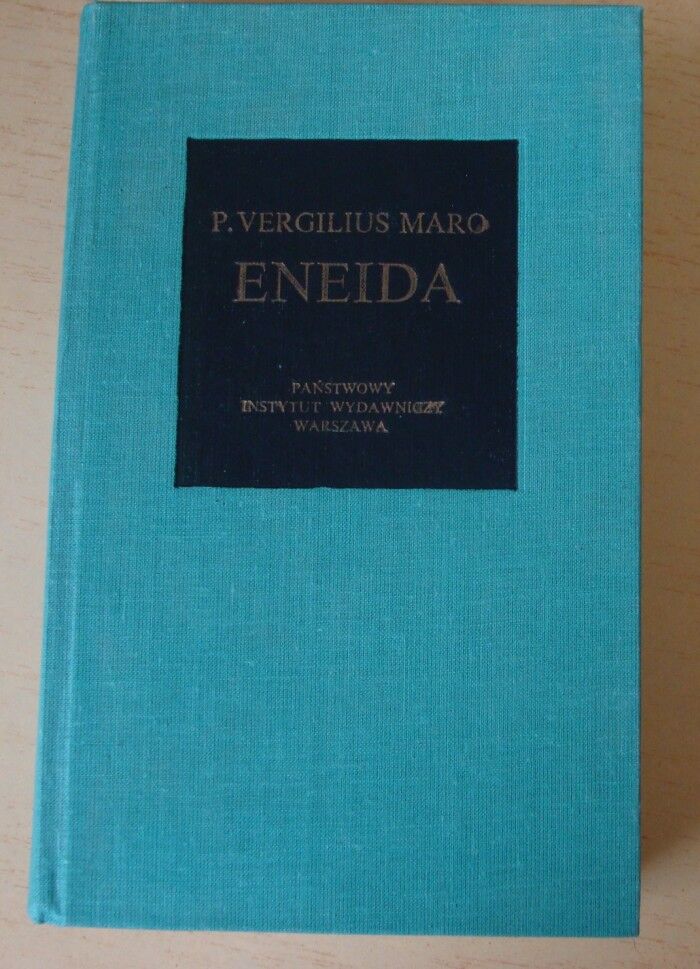 P. VERGILIUS MARO
ENEIDA
PAŃSTWOWY
INSTYTUT WYDAWNICZY
WARSZAWA